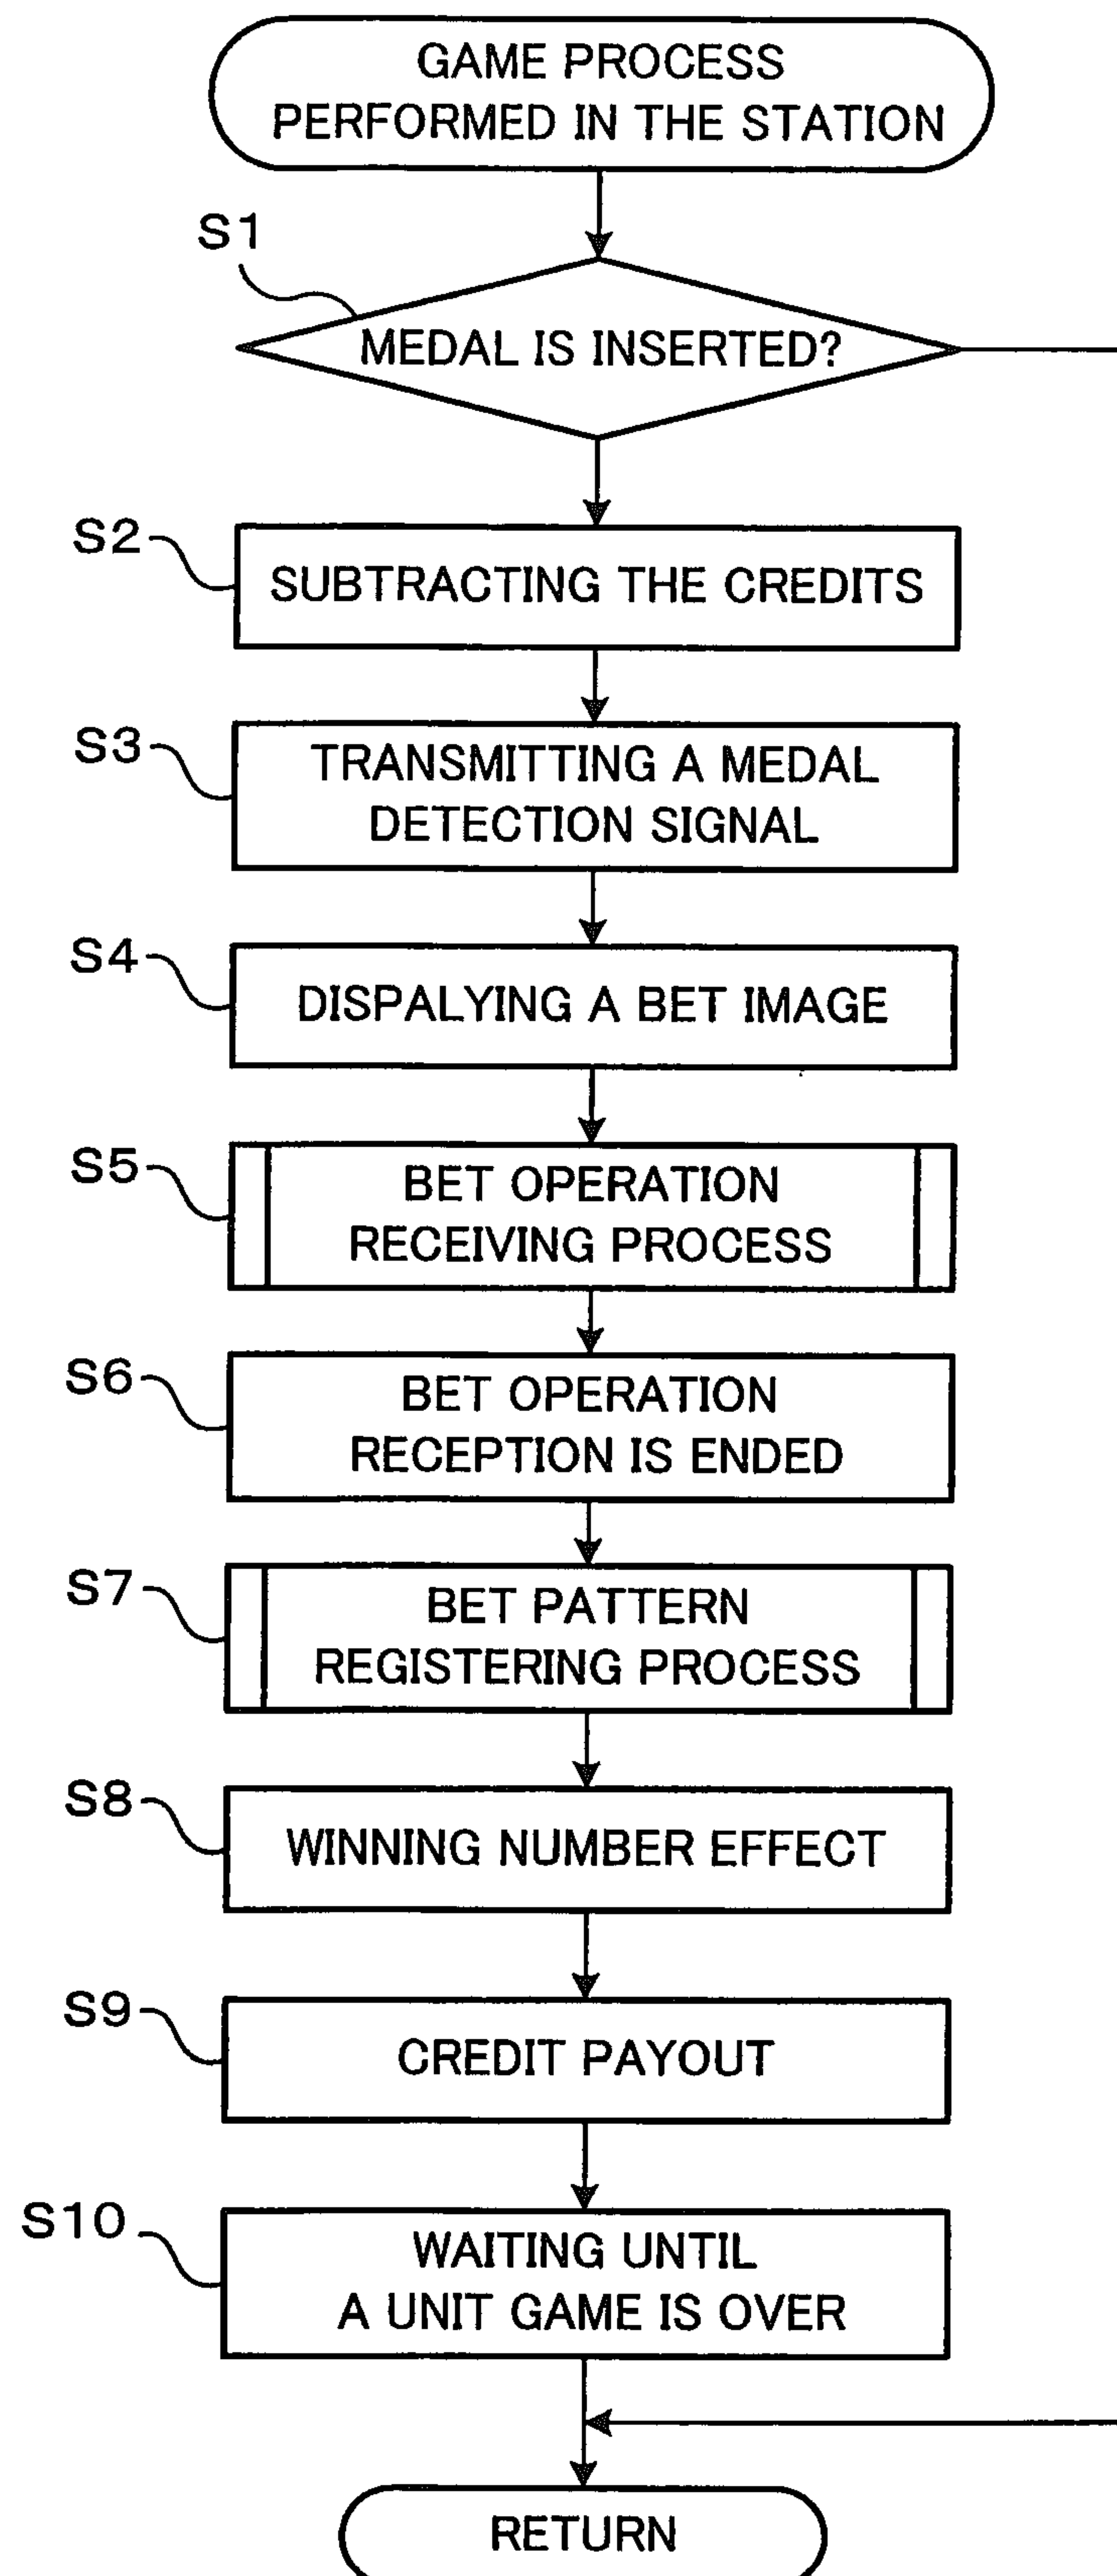 GAME PROCESS
PERFORMED IN THE STATION
S1
MEDAL IS INSERTED?
S2
SUBTRACTING THE CREDITS
S3
TRANSMITTING A MEDAL
DETECTION SIGNAL
S4
DISPALYING A BET IMAGE
S5
BET OPERATION
RECEIVING PROCESS
S6
BET OPERATION
RECEPTION IS ENDED
S7
BET PATTERN
REGISTERING PROCESS
S8
WINNING NUMBER EFFECT
S9
CREDIT PAYOUT
S10
WAITING UNTIL
A UNIT GAME IS OVER
RETURN